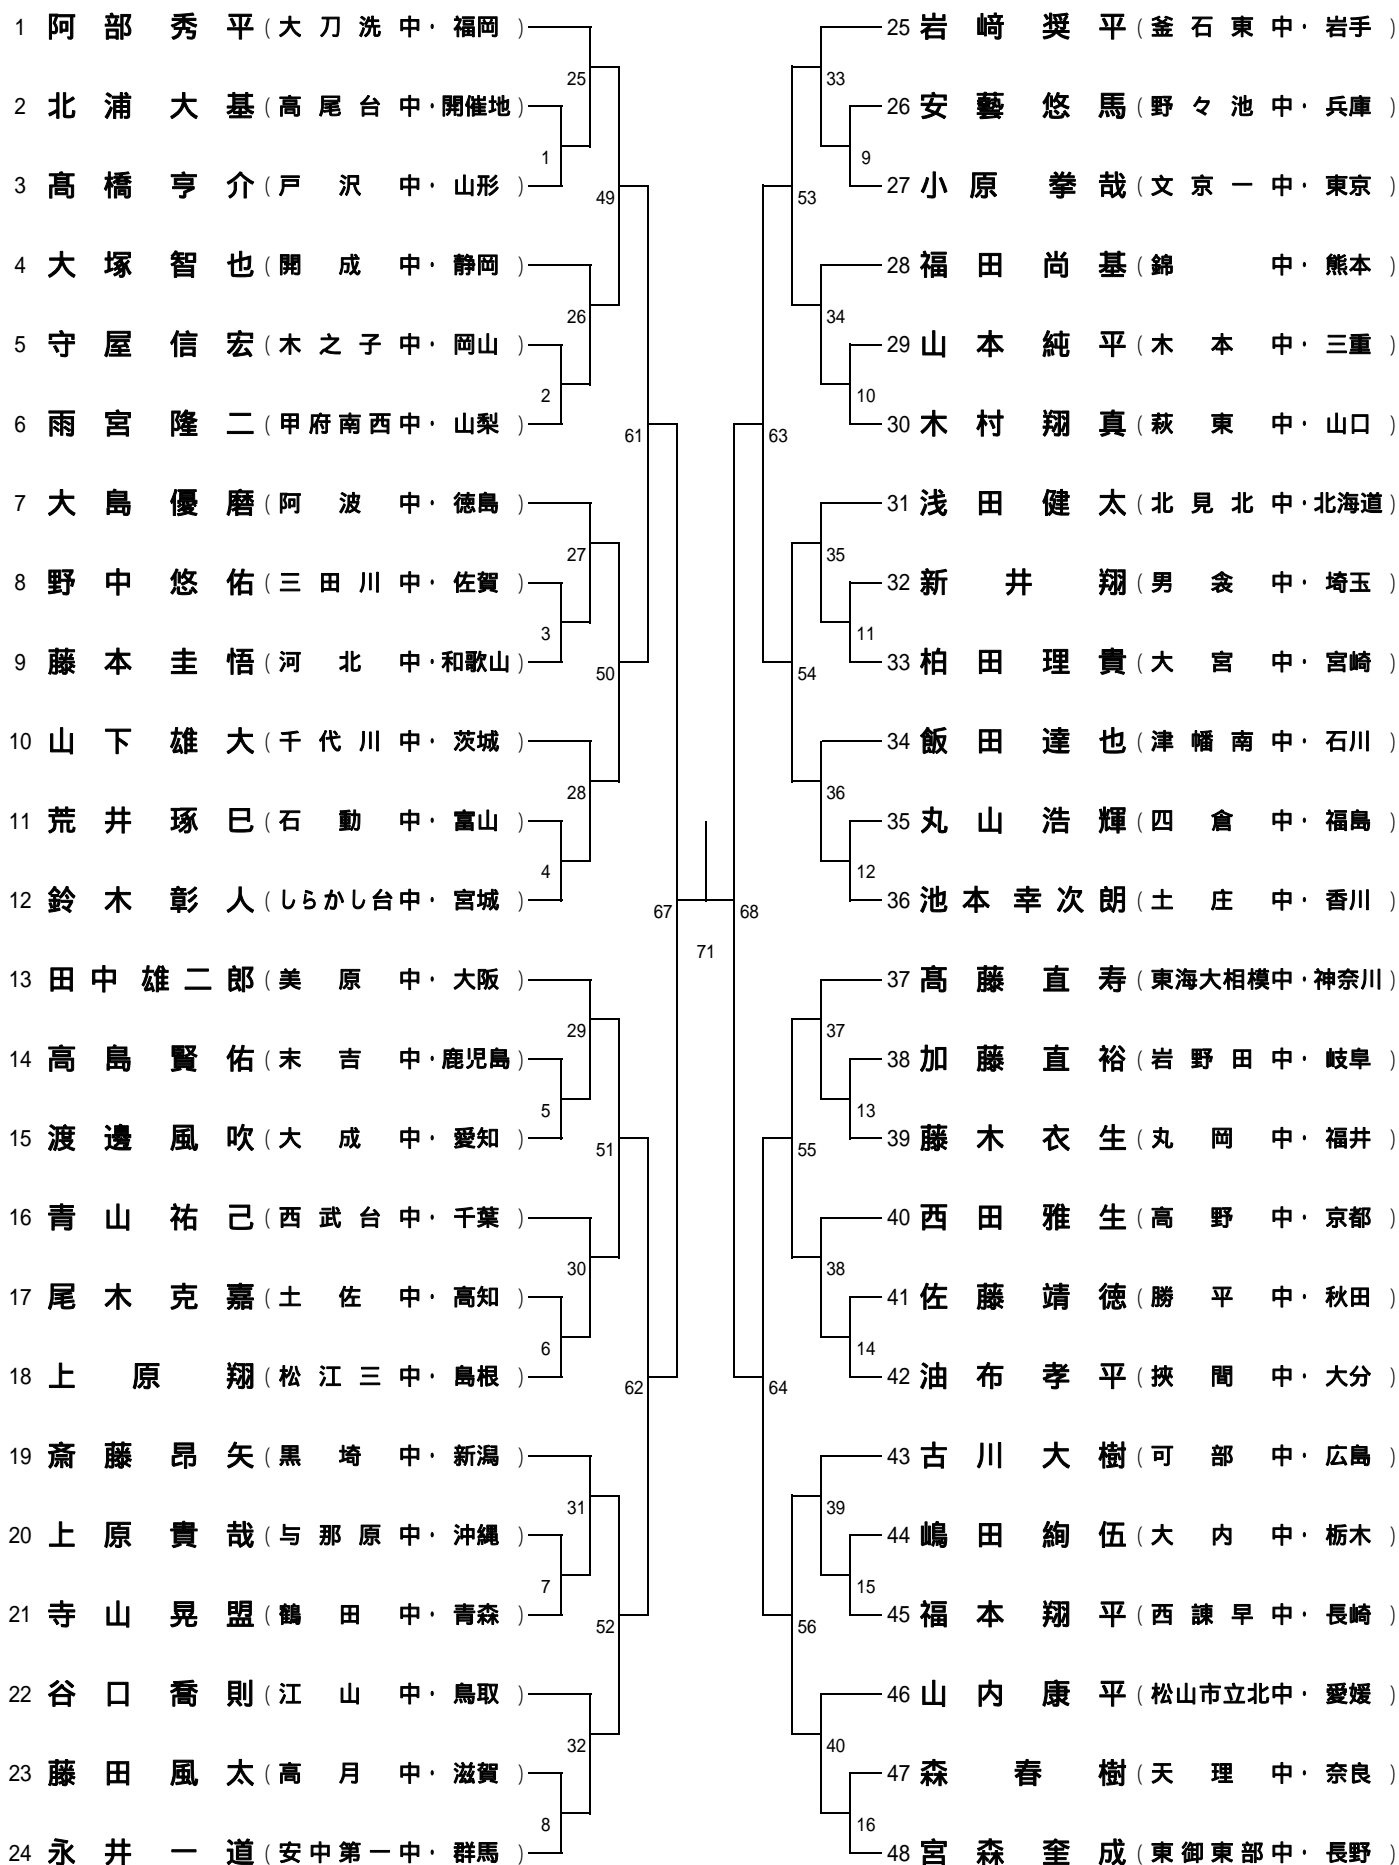 1 阿部秀平(大刀洗中・福岡)
25
2 北浦大基(高尾台中・開催地)
1
3 髙橋亨介(戸沢中・山形)
49
4 大塚智也(開成中・静岡)
26
5 守屋信宏(木之子中・岡山)
2
6 雨宮隆二(甲府南西中・山梨)
61
7 大島優磨(阿波中・徳島)
27
8 野中悠佑(三田川中・佐賀)
3
9 藤本圭悟(河北中・和歌山)
50
10 山下雄大(千代川中・茨城)
28
11 荒井琢巳(石動中・富山)
4
12 鈴木彰人(しらかし台中・宮城)
67
13 田中雄二郎(美原中・大阪)
29
14 高島賢佑(末吉中・鹿児島)
5
15 渡邊風吹(大成中・愛知)
51
16 青山祐己(西武台中・千葉)
30
17 尾木克嘉(土佐中・高知)
6
18 上原翔(松江三中・島根)
62
19 斎藤昂矢(黒埼中・新潟)
31
20 上原貴哉(与那原中・沖縄)
7
21 寺山晃盟(鶴田中・青森)
52
22 谷口喬則(江山中・鳥取)
32
23 藤田風太(高月中・滋賀)
8
24 永井一道(安中第一中・群馬)
71
25 岩﨑奨平(釜石東中・岩手)
33
26 安藝悠馬(野々池中・兵庫)
9
27 小原拳哉(文京一中・東京)
53
28 福田尚基(錦中・熊本)
34
29 山本純平(木本中・三重)
10
30 木村翔真(萩東中・山口)
63
31 浅田健太(北見北中・北海道)
35
32 新井翔(男衾中・埼玉)
11
33 柏田理貴(大宮中・宮崎)
54
34 飯田達也(津幡南中・石川)
36
35 丸山浩輝(四倉中・福島)
12
36 池本幸次朗(土庄中・香川)
68
37 髙藤直寿(東海大相模中・神奈川)
37
38 加藤直裕(岩野田中・岐阜)
13
39 藤木衣生(丸岡中・福井)
55
40 西田雅生(高野中・京都)
38
41 佐藤靖徳(勝平中・秋田)
14
42 油布孝平(挾間中・大分)
64
43 古川大樹(可部中・広島)
39
44 嶋田絢伍(大内中・栃木)
15
45 福本翔平(西諫早中・長崎)
56
46 山内康平(松山市立北中・愛媛)
40
47 森春樹(天理中・奈良)
16
48 宮森奎成(東御東部中・長野)